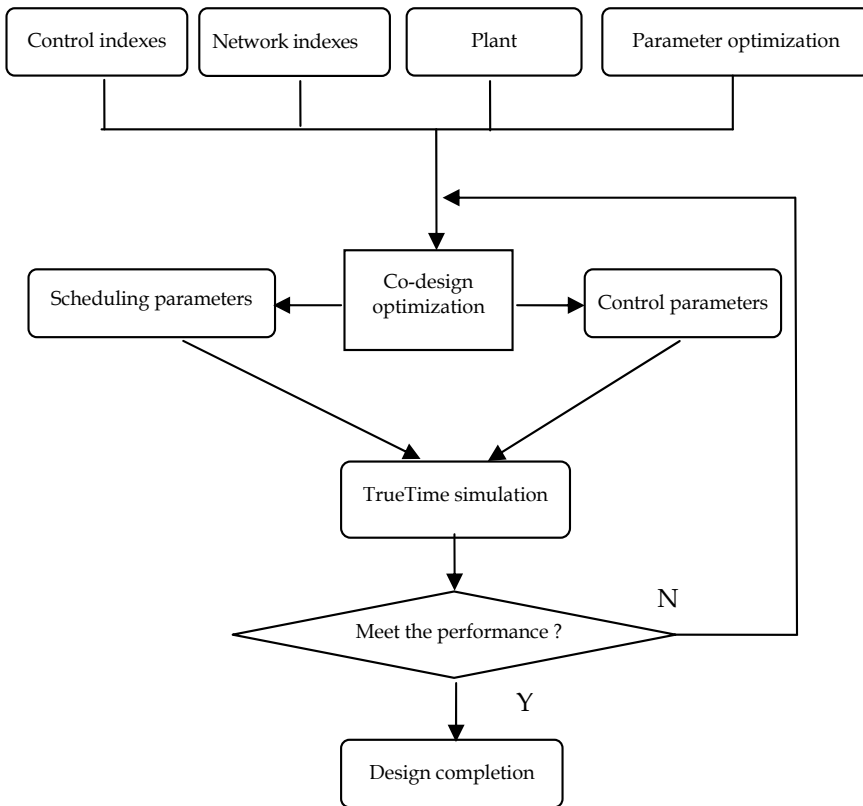 Control indexes
Network indexes
Plant
Parameter optimization
Co-design
optimization
Scheduling parameters
Control parameters
TrueTime simulation
Meet the performance ?
N
Y
Design completion